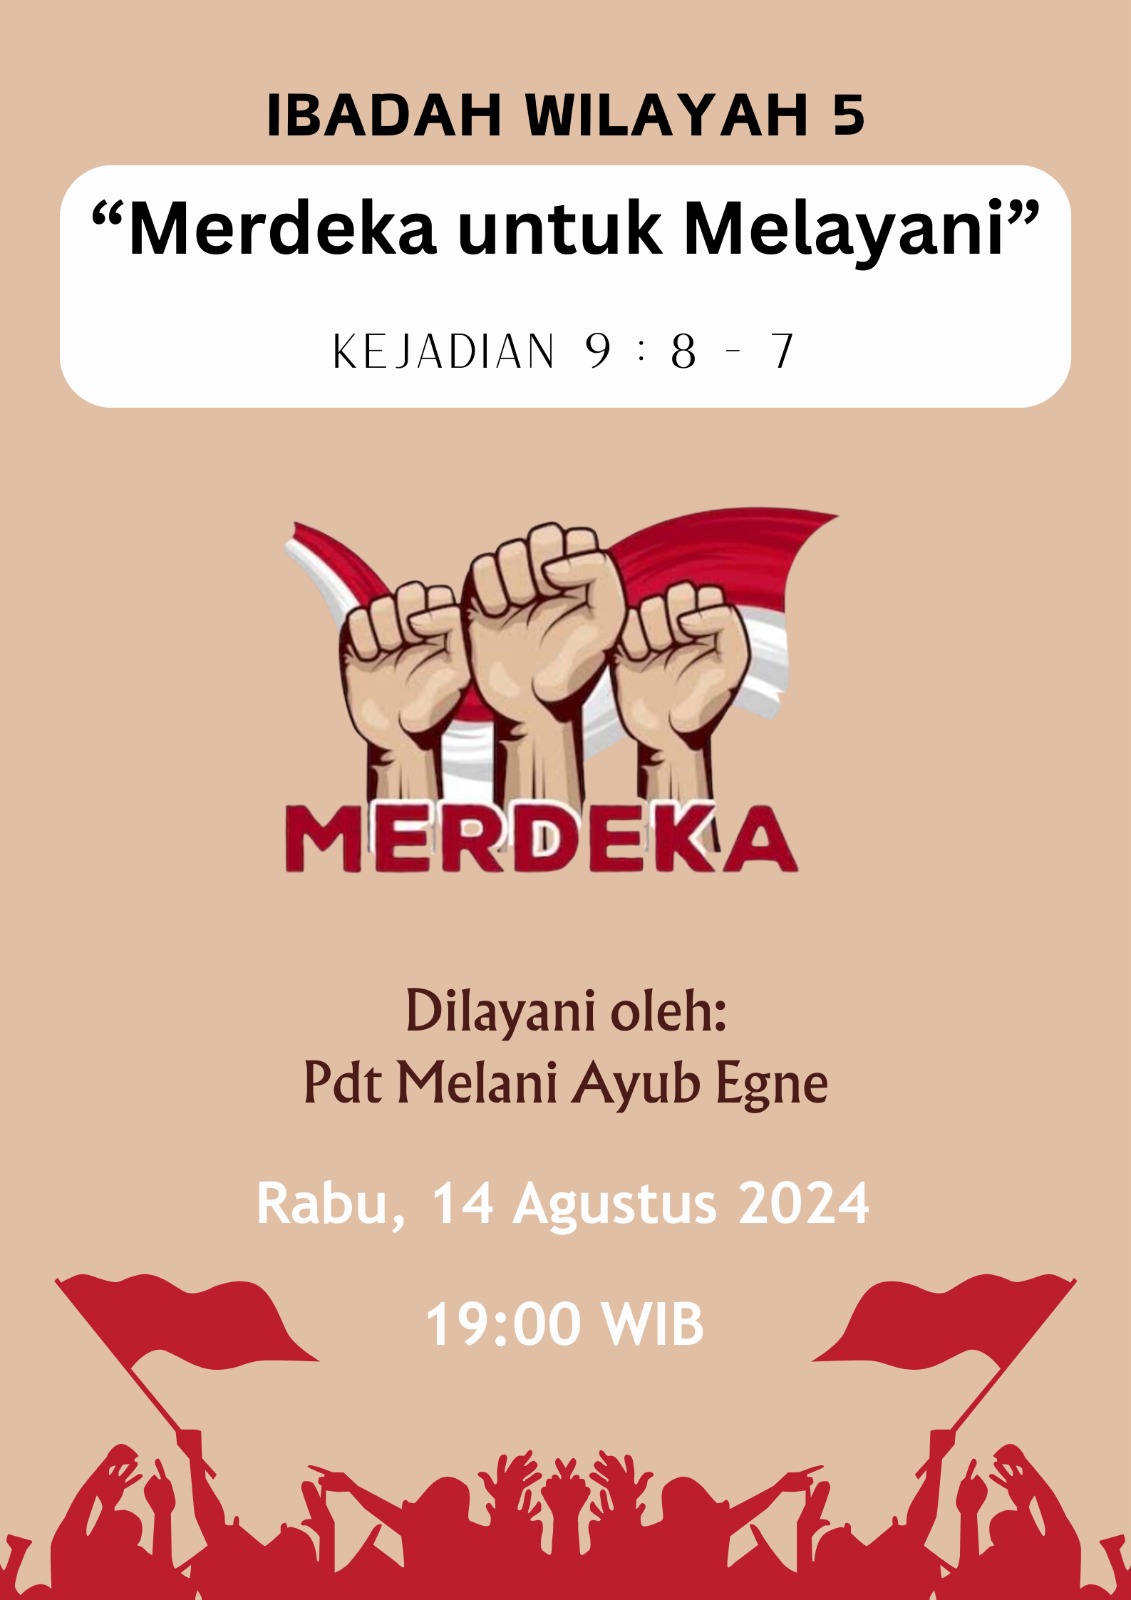 IBADAH WILAYAH 5
“Merdeka untuk Melayani”
KEJADIAN 9 : 8 - 7
MERDEKA
Dilayani oleh:
Pdt Melani Ayub Egne
Rabu, 14 Agustus 2024
19:00 WIB